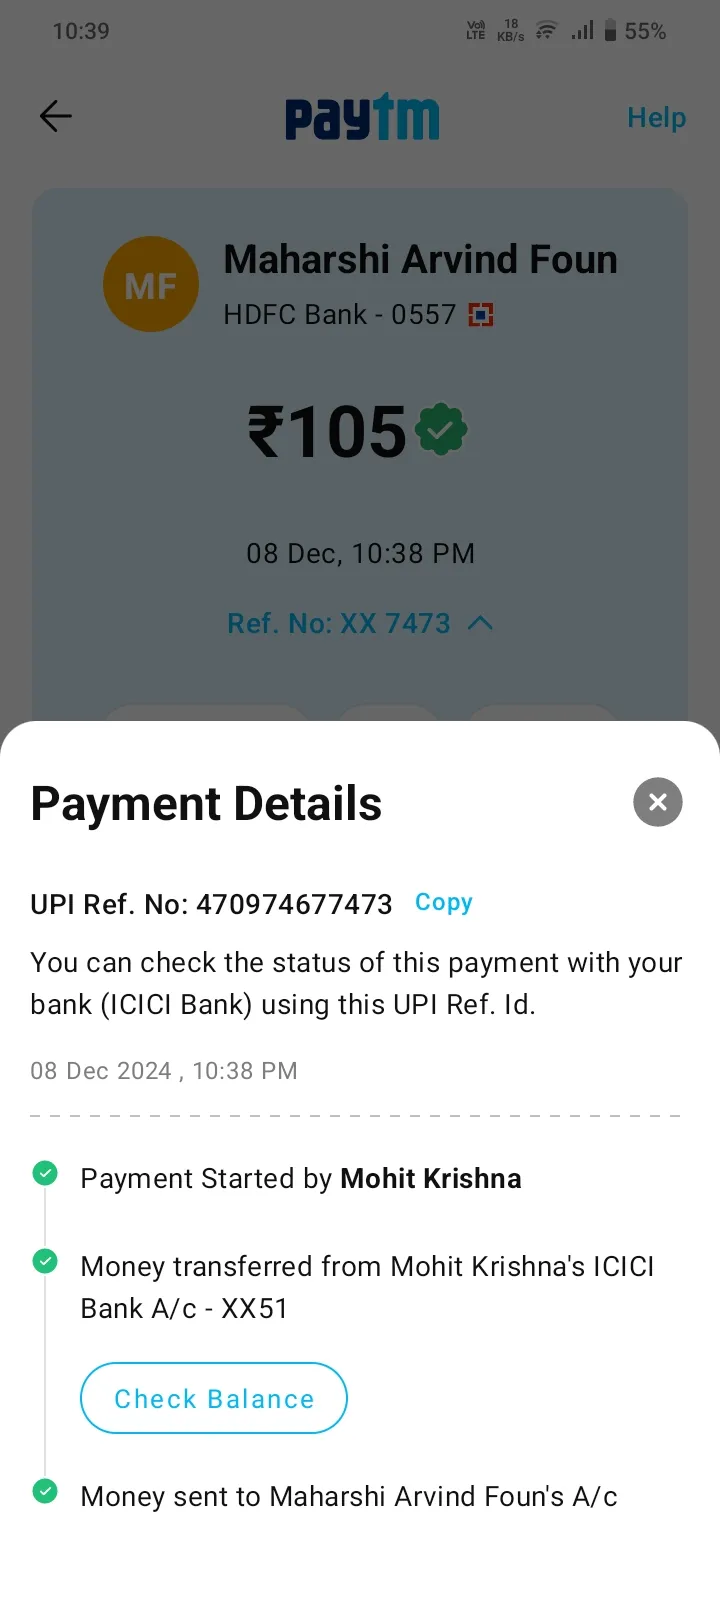 10:39
Vo)) LTE 18 KB/s 55%
paytm
Help
MF
Maharshi Arvind Foun
HDFC Bank - 0557
₹105
08 Dec, 10:38 PM
Ref. No: XX 7473
Payment Details
UPI Ref. No: 470974677473 Copy
You can check the status of this payment with your
bank (ICICI Bank) using this UPI Ref. Id.
08 Dec 2024 , 10:38 PM
Payment Started by Mohit Krishna
Money transferred from Mohit Krishna's ICICI
Bank A/c - XX51
Check Balance
Money sent to Maharshi Arvind Foun's A/c